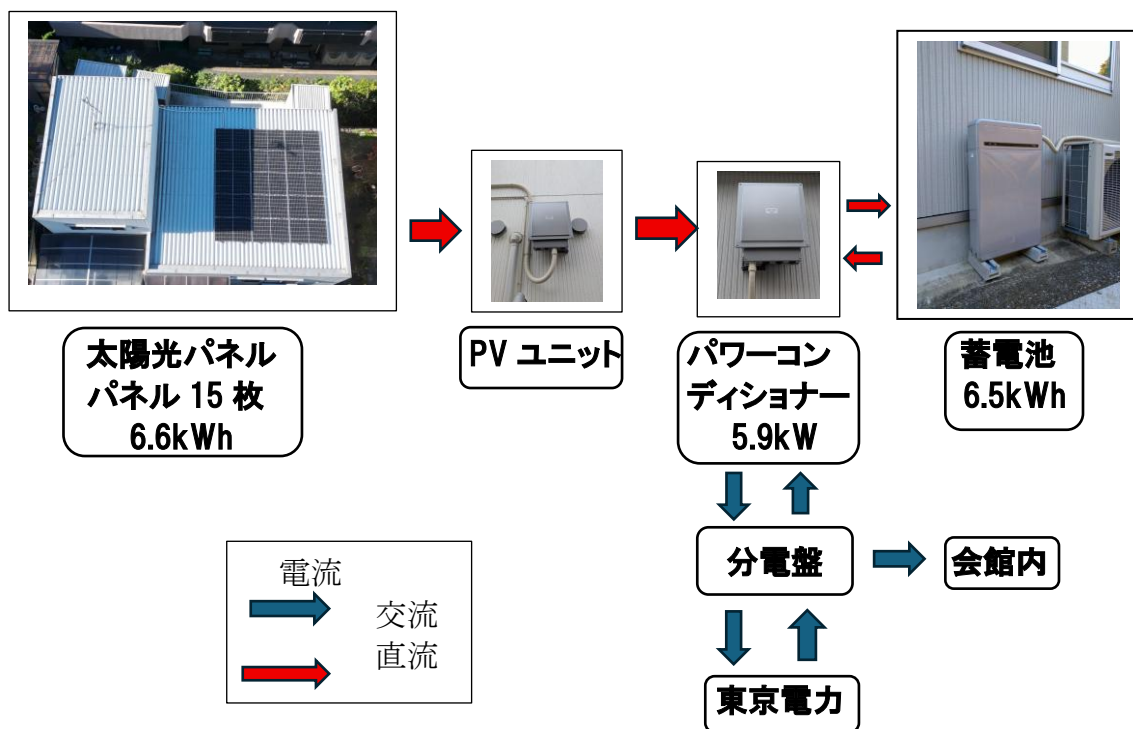 太陽光パネル
パネル 15 枚
6.6kWh
PV ユニット
パワーコン
ディショナー
5.9kW
蓄電池
6.5kWh
分電盤
会館内
東京電力
電流
交流
直流